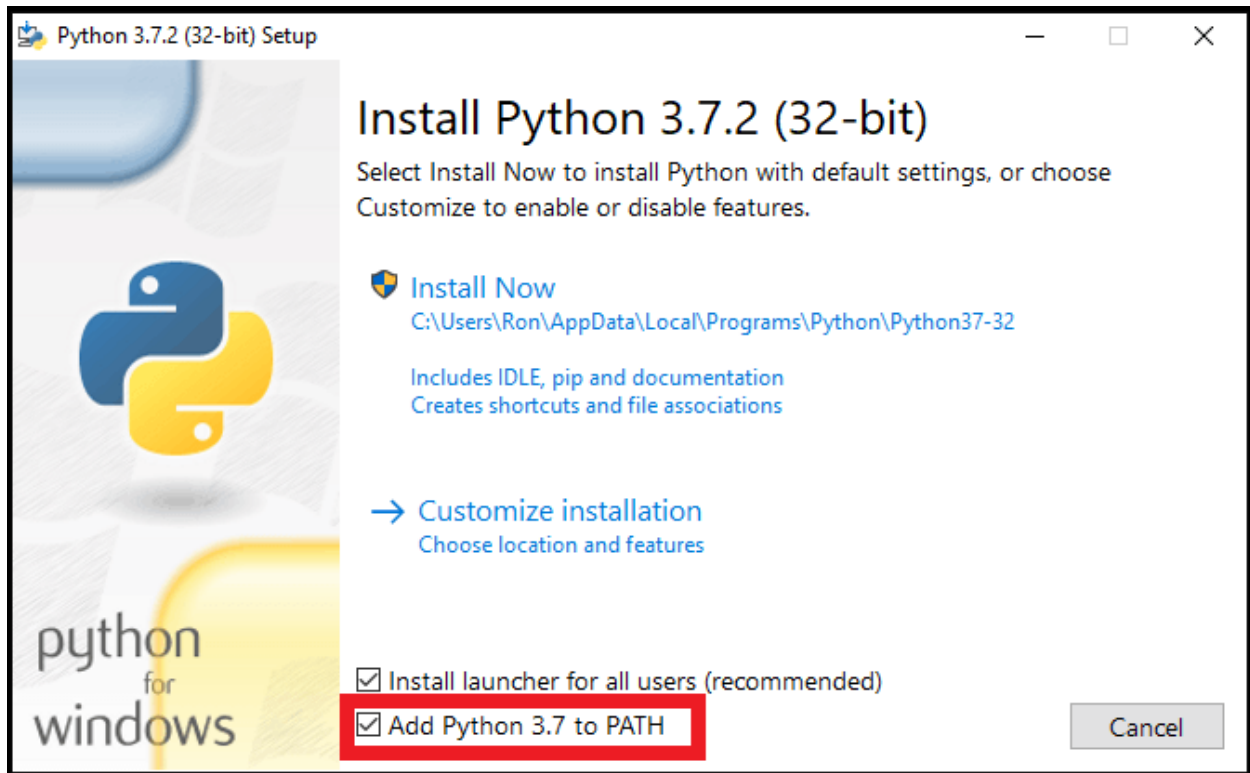 Python 3.7.2 (32-bit) Setup
Install Python 3.7.2 (32-bit)
Select Install Now to install Python with default settings, or choose
Customize to enable or disable features.
Install Now
C:\Users\Ron\AppData\Local\Programs\Python\Python37-32
Includes IDLE, pip and documentation
Creates shortcuts and file associations
Customize installation
Choose location and features
python
for
windows
Install launcher for all users (recommended)
Add Python 3.7 to PATH
Cancel